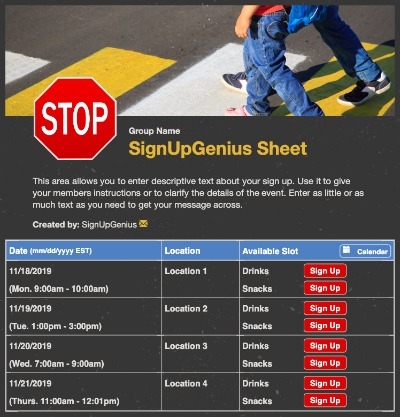 STOP
Group Name
SignUpGenius Sheet
This area allows you to enter descriptive text about your sign up. Use it to give
your members instructions or to clarify the details of the event. Enter as little or as
much text as you need to get your message across.
Created by: SignUpGenius
Date (mm/dd/yyyy EST) Location Available Slot Calendar
11/18/2019 Location 1 Drinks Sign Up
(Mon. 9:00am - 10:00am) Snacks Sign Up
11/19/2019 Location 2 Drinks Sign Up
(Tue. 1:00pm - 3:00pm) Snacks Sign Up
11/20/2019 Location 3 Drinks Sign Up
(Wed. 7:00am - 9:00am) Snacks Sign Up
11/21/2019 Location 4 Drinks Sign Up
(Thurs. 11:00am - 12:01pm) Snacks Sign Up